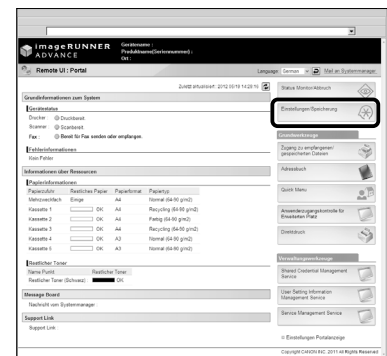 imageRUNNER
ADVANCE
Gerätename :
Produktname(Seriennummer) :
Ort :
Remote UI : Portal
Language: German
Mail an Systemmanager
Zuletzt aktualisiert: 2012 05/18 14:28:16
Grundinformationen zum System
Gerätestatus
Drucker : Druckbereit.
Scanner : Scanbereit.
Fax : Bereit für Fax senden oder empfangen.
Fehlerinformationen
Kein Fehler
Informationen über Ressourcen
Papierinformationen
Papierzufuhr Restliches Papier Papierformat Papiertyp
Mehrzweckfach Einige A4 Normal (64-90 g/m2)
Kassette 1 OK A4 Recycling (64-90 g/m2)
Kassette 2 OK A4 Farbig (64-90 g/m2)
Kassette 3 OK A4 Recycling (64-90 g/m2)
Kassette 4 OK A3 Normal (64-90 g/m2)
Kassette 5 OK A3 Normal (64-90 g/m2)
Restlicher Toner
Name Punkt Restlicher Toner
Restlicher Toner (Schwarz) OK
Message Board
Nachricht vom Systemmanager:
Support Link
Support Link:
Status Monitor/Abbruch
Einstellungen/Speicherung
Grundwerkzeuge
Zugang zu empfangenen/
gespeicherten Dateien
Adressbuch
Quick Menu
Anwenderzugangskontrolle für
Erweiterten Platz
Direktdruck
Verwaltungswerkzeuge
Shared Credential Management
Service
User Setting Information
Management Service
Service Management Service
Einstellungen Portalanzeige
Copyright CANON INC. 2011 All Rights Reserved